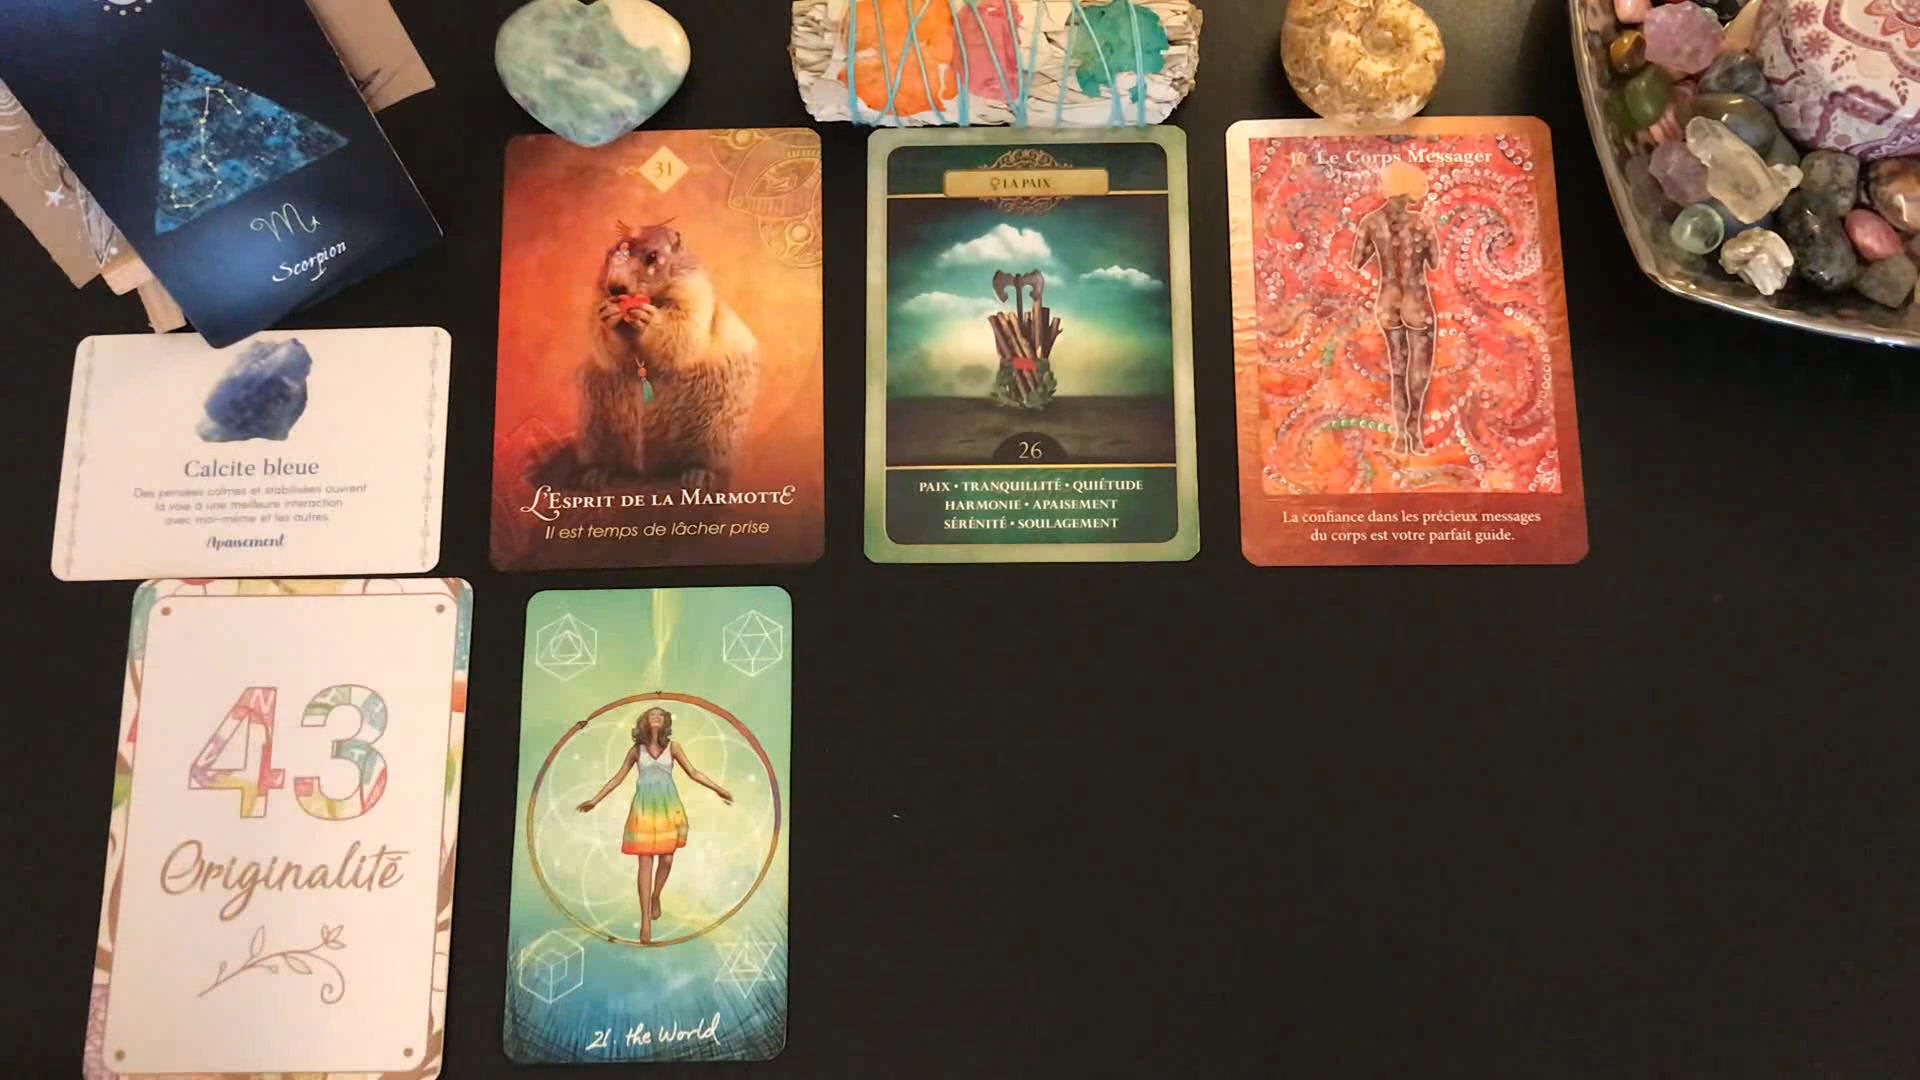 Scorpion
Calcite bleue
Des pensées calmes et stabilisées ouvrent
la voie à une meilleure interaction
avec moi-même et les autres
Apaisement
31
L'ESPRIT DE LA MARMOTTE
Il est temps de lâcher prise
LA PAIX
26
PAIX • TRANQUILLITÉ • QUIÉTUDE
HARMONIE • APAISEMENT
SÉRÉNITÉ • SOULAGEMENT
Le Corps Messager
La confiance dans les précieux messages
du corps est votre parfait guide.
43
Originalité
21. the World